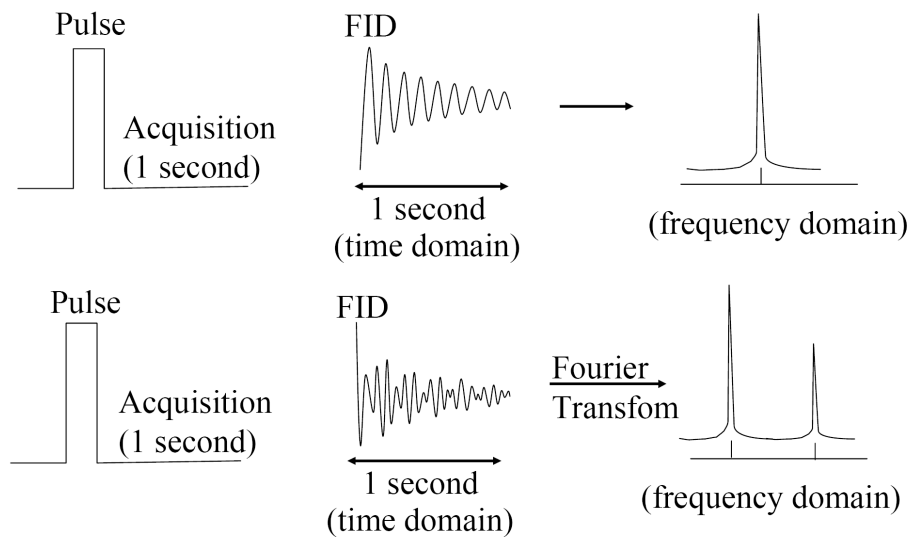 Pulse
FID
Acquisition
(1 second)
1 second
(time domain)
(frequency domain)
Pulse
FID
Fourier
Transfom
Acquisition
(1 second)
1 second
(time domain)
(frequency domain)